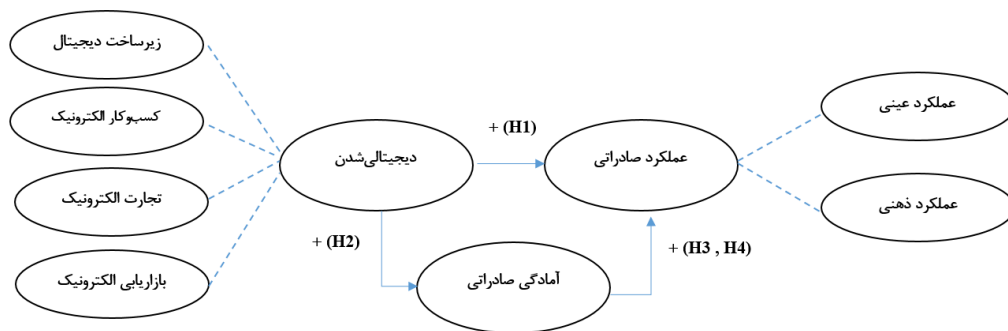 زیرساخت دیجیتال
کسب‌وکار الکترونیک
تجارت الکترونیک
بازاریابی الکترونیک
دیجیتالی‌شدن
+ (H1)
+ (H2)
آمادگی صادراتی
+ (H3 , H4)
عملکرد صادراتی
عملکرد عینی
عملکرد ذهنی